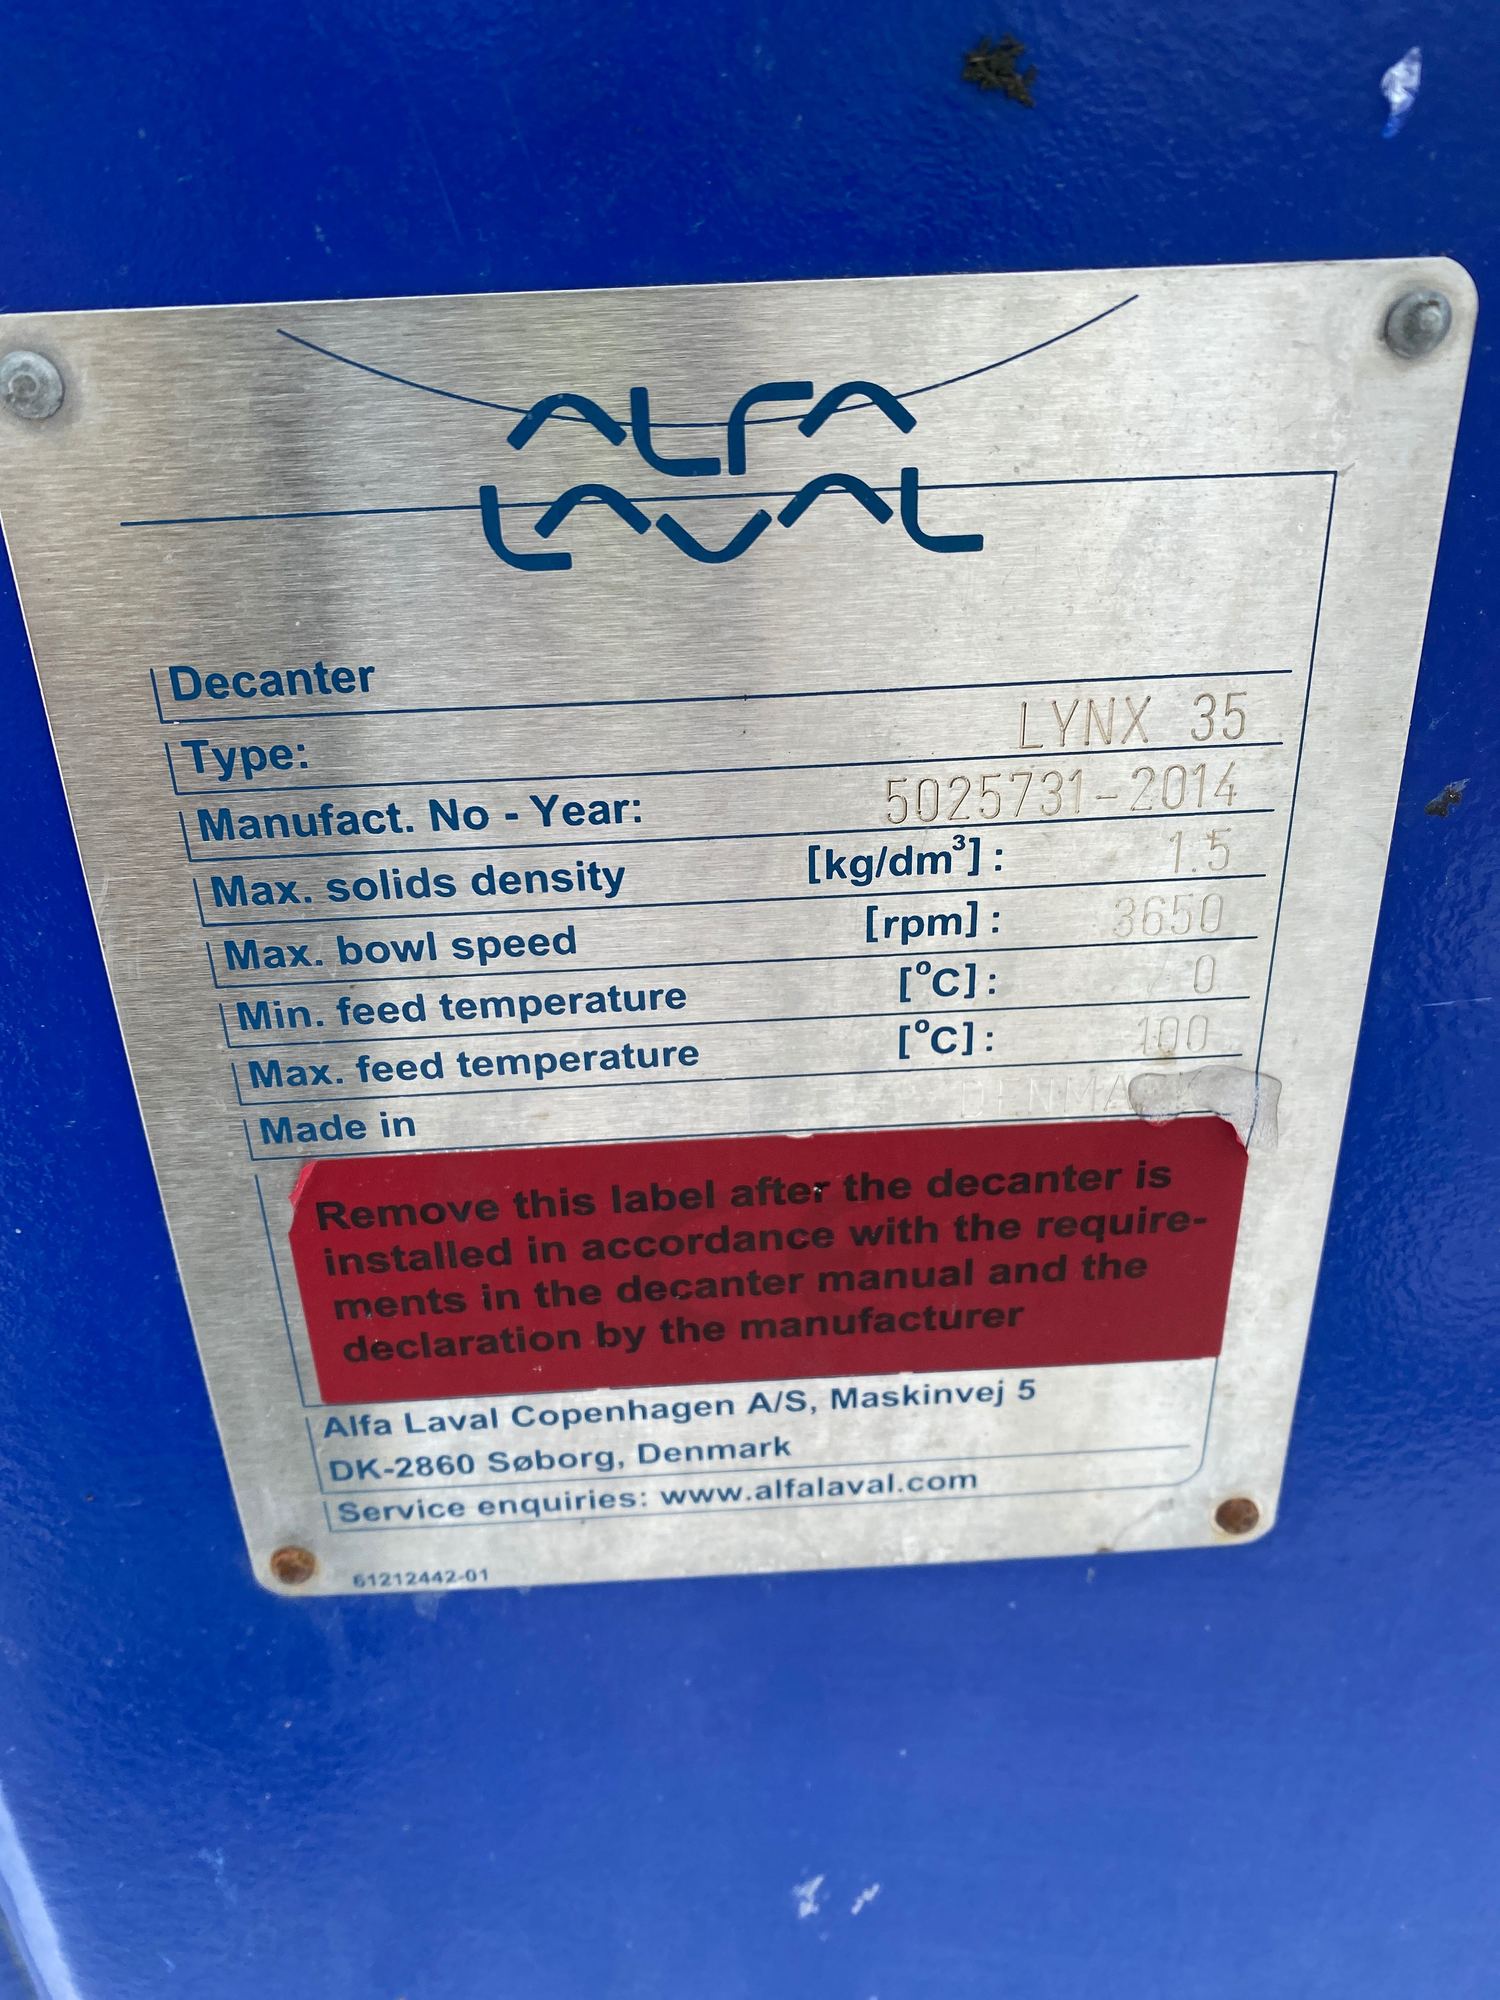 ALFA
LAVAL
Decanter
Type: LYNX 35
Manufact. No - Year: 5025731-2014
Max. solids density [kg/dm³] : 1.5
Max. bowl speed [rpm] : 3650
Min. feed temperature [°C] : 0
Max. feed temperature [°C] : 100
Made in DENMARK
Remove this label after the decanter is
installed in accordance with the require-
ments in the decanter manual and the
declaration by the manufacturer
Alfa Laval Copenhagen A/S, Maskinvej 5
DK-2860 Søborg, Denmark
Service enquiries: www.alfalaval.com
61212442-01